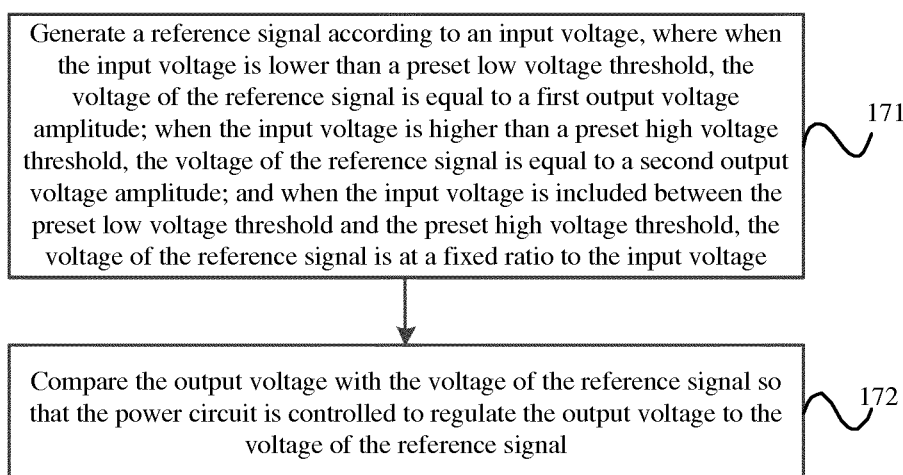 Generate a reference signal according to an input voltage, where when
the input voltage is lower than a preset low voltage threshold, the
voltage of the reference signal is equal to a first output voltage
amplitude; when the input voltage is higher than a preset high voltage
threshold, the voltage of the reference signal is equal to a second output
voltage amplitude; and when the input voltage is included between the
preset low voltage threshold and the preset high voltage threshold, the
voltage of the reference signal is at a fixed ratio to the input voltage
171
Compare the output voltage with the voltage of the reference signal so
that the power circuit is controlled to regulate the output voltage to the
voltage of the reference signal
172